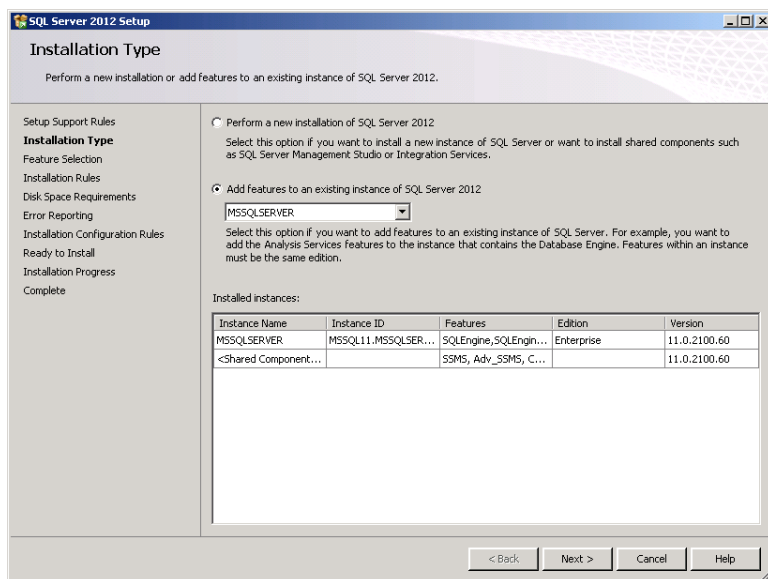 SQL Server 2012 Setup
Installation Type
Perform a new installation or add features to an existing instance of SQL Server 2012.
Setup Support Rules
Installation Type
Feature Selection
Installation Rules
Disk Space Requirements
Error Reporting
Installation Configuration Rules
Ready to Install
Installation Progress
Complete
Perform a new installation of SQL Server 2012
Select this option if you want to install a new instance of SQL Server or want to install shared components such
as SQL Server Management Studio or Integration Services.
Add features to an existing instance of SQL Server 2012
MSSQLSERVER
Select this option if you want to add features to an existing instance of SQL Server. For example, you want to
add the Analysis Services features to the instance that contains the Database Engine. Features within an instance
must be the same edition.
Installed instances:
Instance Name Instance ID Features Edition Version
MSSQLSERVER MSSQL11.MSSQLSER... SQLEngine,SQLEngin... Enterprise 11.0.2100.60
<Shared Component... SSMS, Adv_SSMS, C... 11.0.2100.60
< Back Next > Cancel Help